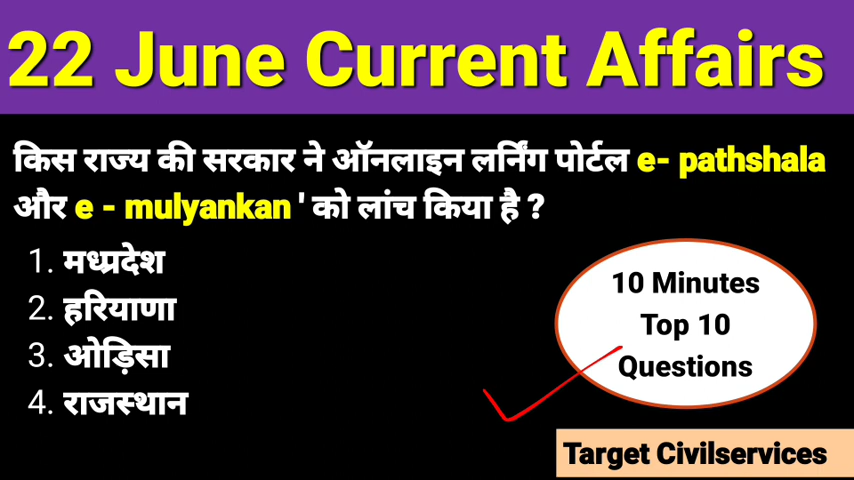 22 June Current Affairs
किस राज्य की सरकार ने ऑनलाइन लर्निंग पोर्टल e- pathshala
और e - mulyankan ' को लांच किया है ?
1. मध्प्रदेश
2. हरियाणा
3. ओड़िसा
4. राजस्थान
10 Minutes
Top 10
Questions
Target Civilservices